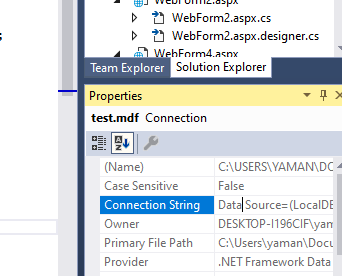 WebForm2.aspx
WebForm2.aspx.cs
WebForm2.aspx.designer.cs
WebForm4.aspx
Team Explorer Solution Explorer
Properties
test.mdf Connection
(Name) C:\USERS\YAMAN\DO
Case Sensitive False
Connection String Data Source=(LocalDB
Owner DESKTOP-I196CIF\yam
Primary File Path C:\Users\yaman\Docu
Provider .NET Framework Data